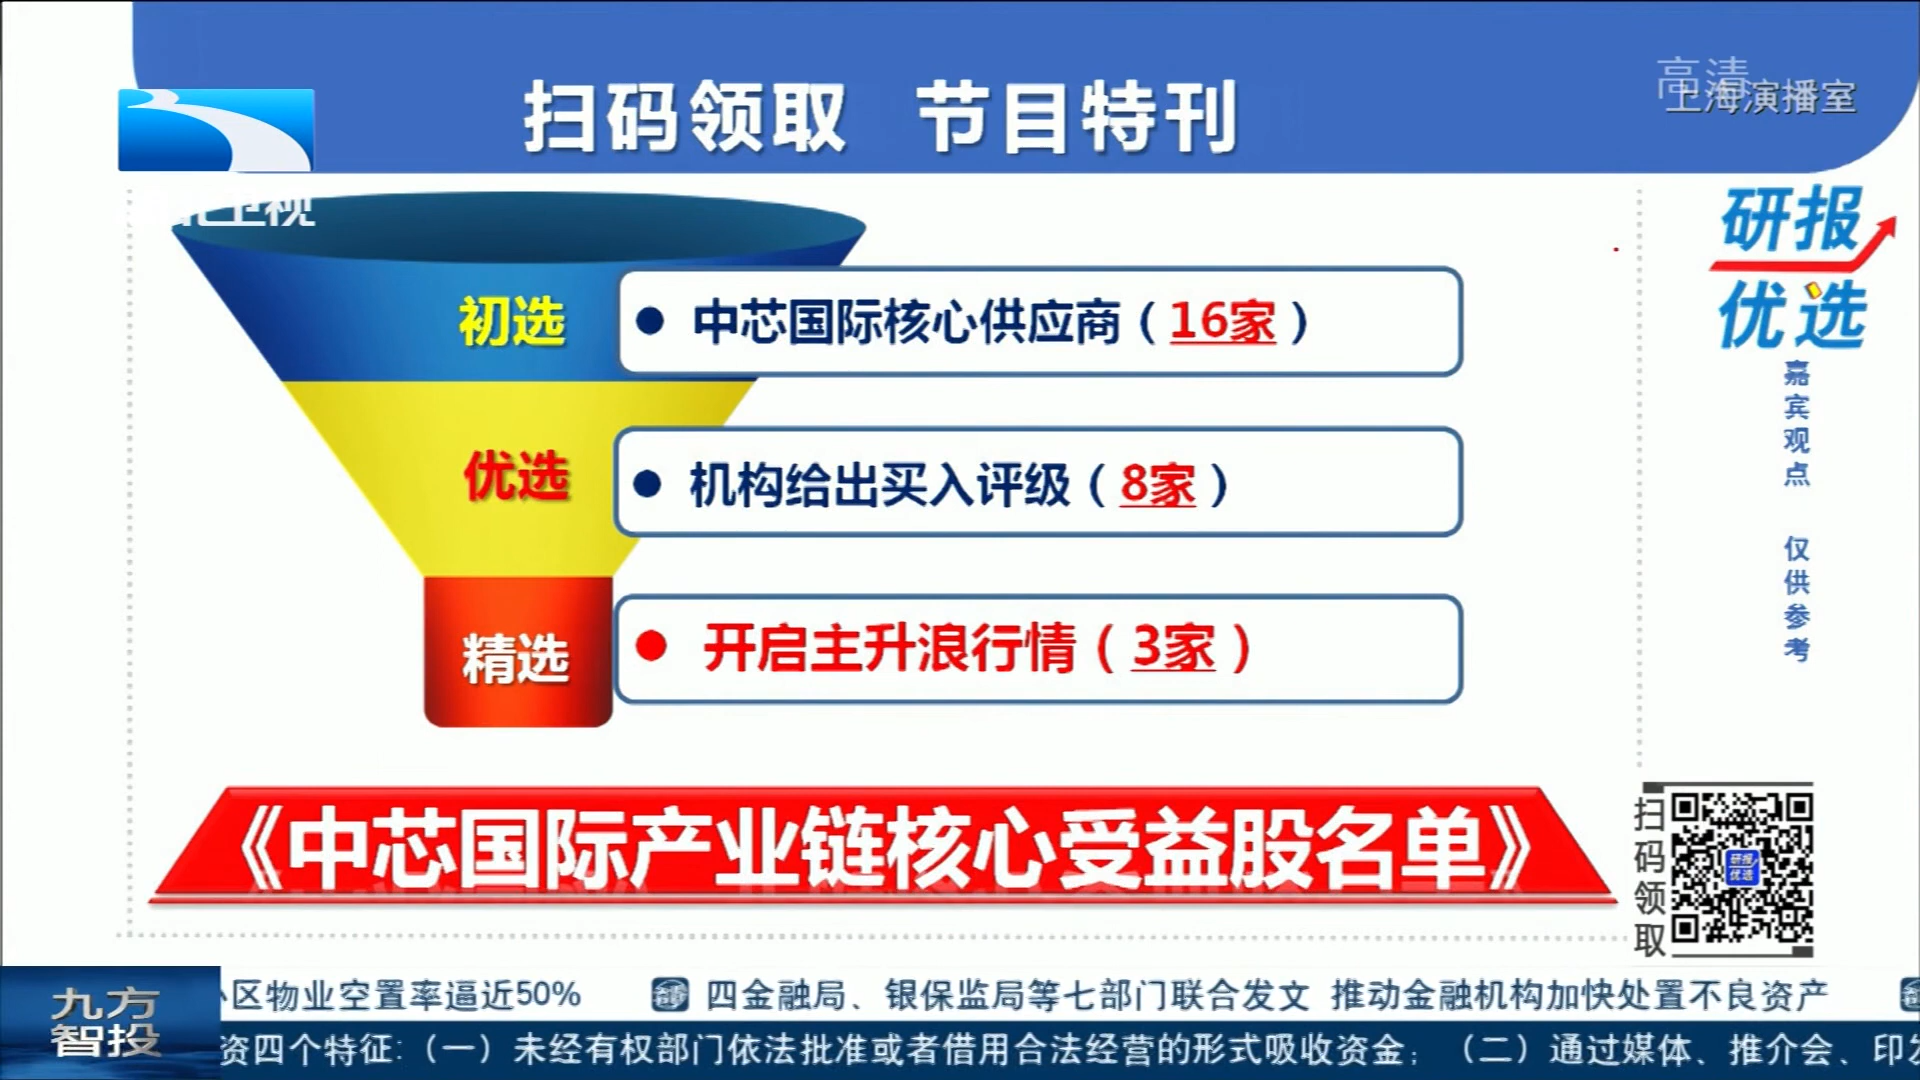 扫码领取 节目特刊
高清
上海演播室
北卫视
研报
优选
初选
中芯国际核心供应商（16家）
优选
机构给出买入评级（8家）
精选
开启主升浪行情（3家）
嘉宾观点 仅供参考
《中芯国际产业链核心受益股名单》
扫码领取
研报
优选
九方
智投
区物业空置率逼近50%
四金融局、银保监局等七部门联合发文 推动金融机构加快处置不良资产
资四个特征:（一）未经有权部门依法批准或者借用合法经营的形式吸收资金；（二）通过媒体、推介会、印发